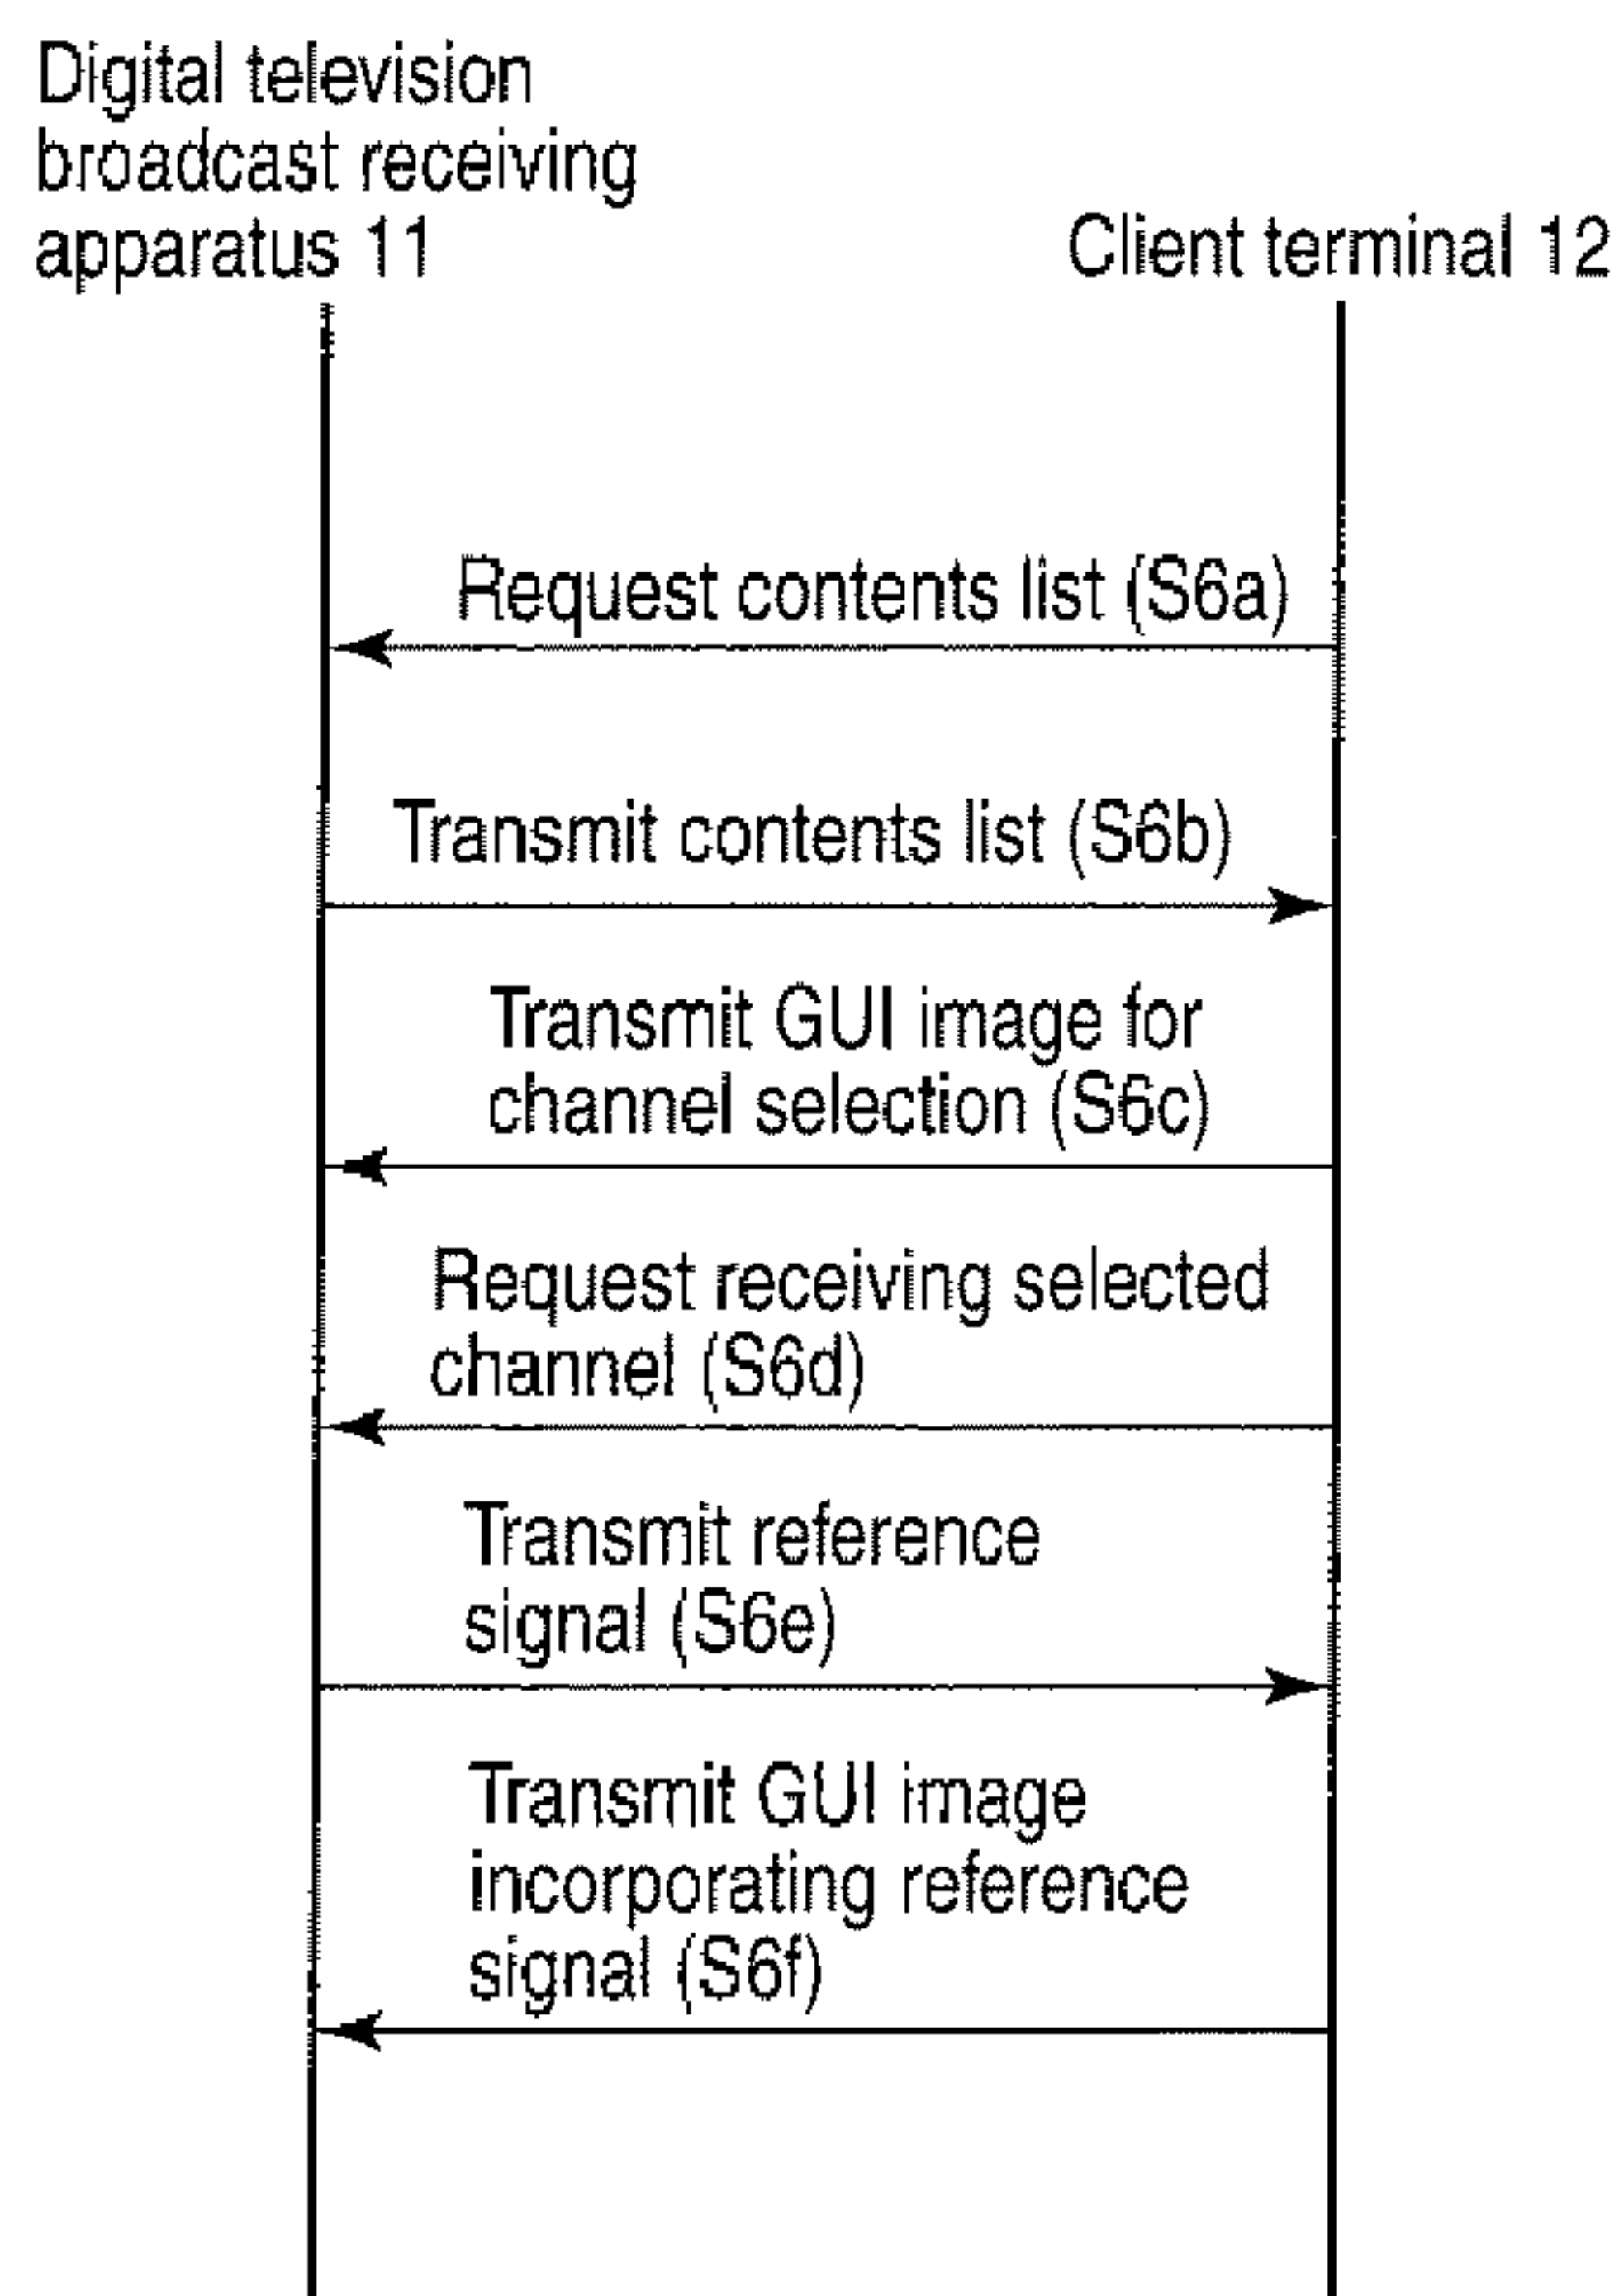 Digital television
broadcast receiving
apparatus 11
Client terminal 12
Request contents list (S6a)
Transmit contents list (S6b)
Transmit GUI image for
channel selection (S6c)
Request receiving selected
channel (S6d)
Transmit reference
signal (S6e)
Transmit GUI image
incorporating reference
signal (S6f)